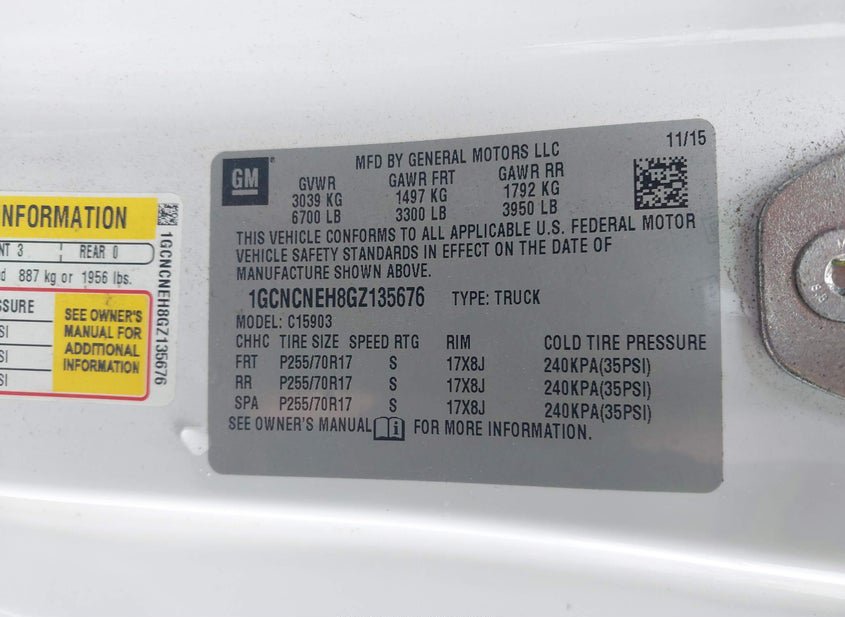 NFORMATION
NT 3 REAR 0
d 887 kg or 1956 lbs.
SURE
SI
SI
SI
SEE OWNER'S
MANUAL FOR
ADDITIONAL
INFORMATION
1GCNCNEH8GZ135676
GM®
MFD BY GENERAL MOTORS LLC 11/15
GVWR GAWR FRT GAWR RR
3039 KG 1497 KG 1792 KG
6700 LB 3300 LB 3950 LB
THIS VEHICLE CONFORMS TO ALL APPLICABLE U.S. FEDERAL MOTOR
VEHICLE SAFETY STANDARDS IN EFFECT ON THE DATE OF
MANUFACTURE SHOWN ABOVE.
1GCNCNEH8GZ135676 TYPE: TRUCK
MODEL: C15903
CHHC TIRE SIZE SPEED RTG RIM COLD TIRE PRESSURE
FRT P255/70R17 S 17X8J 240KPA(35PSI)
RR P255/70R17 S 17X8J 240KPA(35PSI)
SPA P255/70R17 S 17X8J 240KPA(35PSI)
SEE OWNER'S MANUAL i FOR MORE INFORMATION.